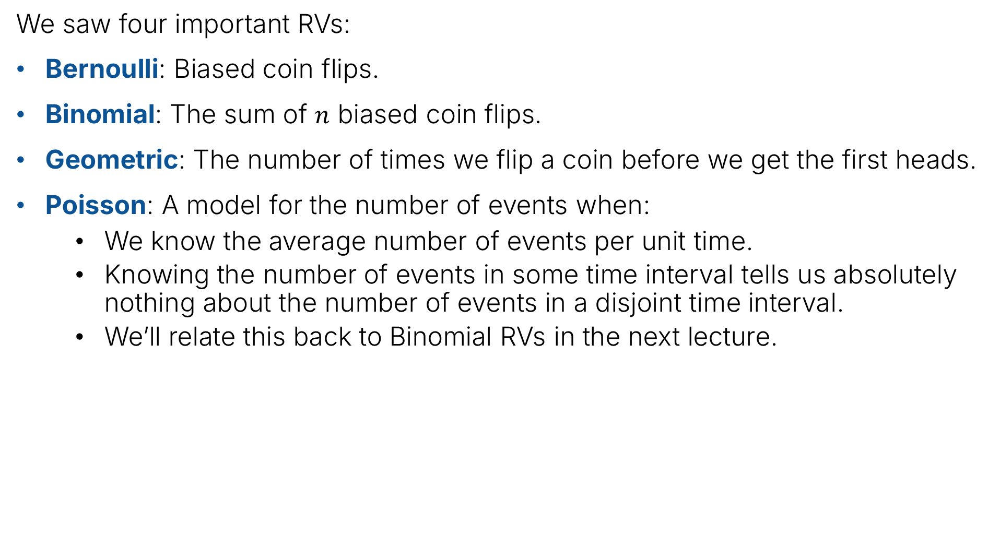 We saw four important RVs:
• Bernoulli: Biased coin flips.
• Binomial: The sum of n biased coin flips.
• Geometric: The number of times we flip a coin before we get the first heads.
• Poisson: A model for the number of events when:
• We know the average number of events per unit time.
• Knowing the number of events in some time interval tells us absolutely
nothing about the number of events in a disjoint time interval.
• We’ll relate this back to Binomial RVs in the next lecture.